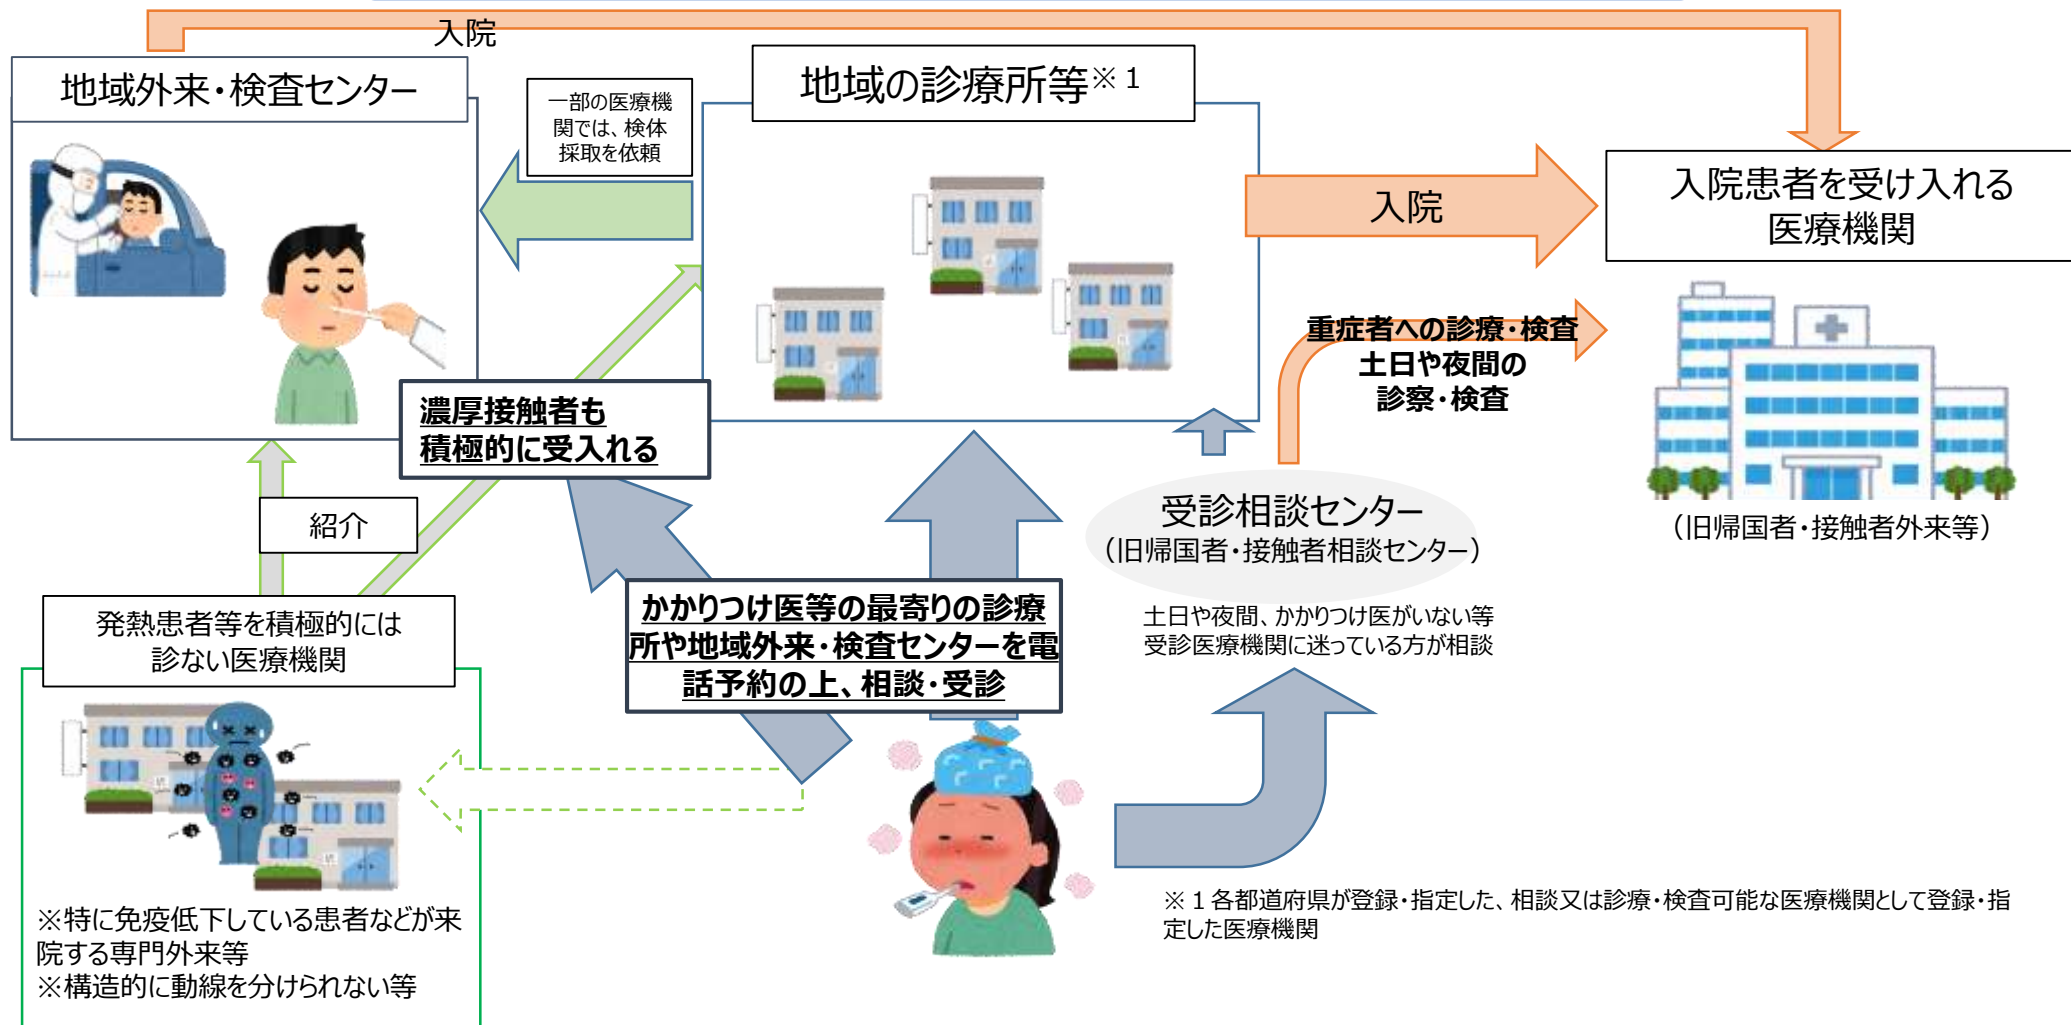 入院
地域外来・検査センター
一部の医療機
関では、検体
採取を依頼
地域の診療所等※1
入院
入院患者を受け入れる
医療機関
重症者への診療・検査
土日や夜間の
診察・検査
濃厚接触者も
積極的に受入れる
紹介
受診相談センター
（旧帰国者・接触者相談センター）
（旧帰国者・接触者外来等）
発熱患者等を積極的には
診ない医療機関
かかりつけ医等の最寄りの診療
所や地域外来・検査センターを電
話予約の上、相談・受診
土日や夜間、かかりつけ医がいない等
受診医療機関に迷っている方が相談
※特に免疫低下している患者などが来
院する専門外来等
※構造的に動線を分けられない等
※１各都道府県が登録・指定した、相談又は診療・検査可能な医療機関として登録・指
定した医療機関